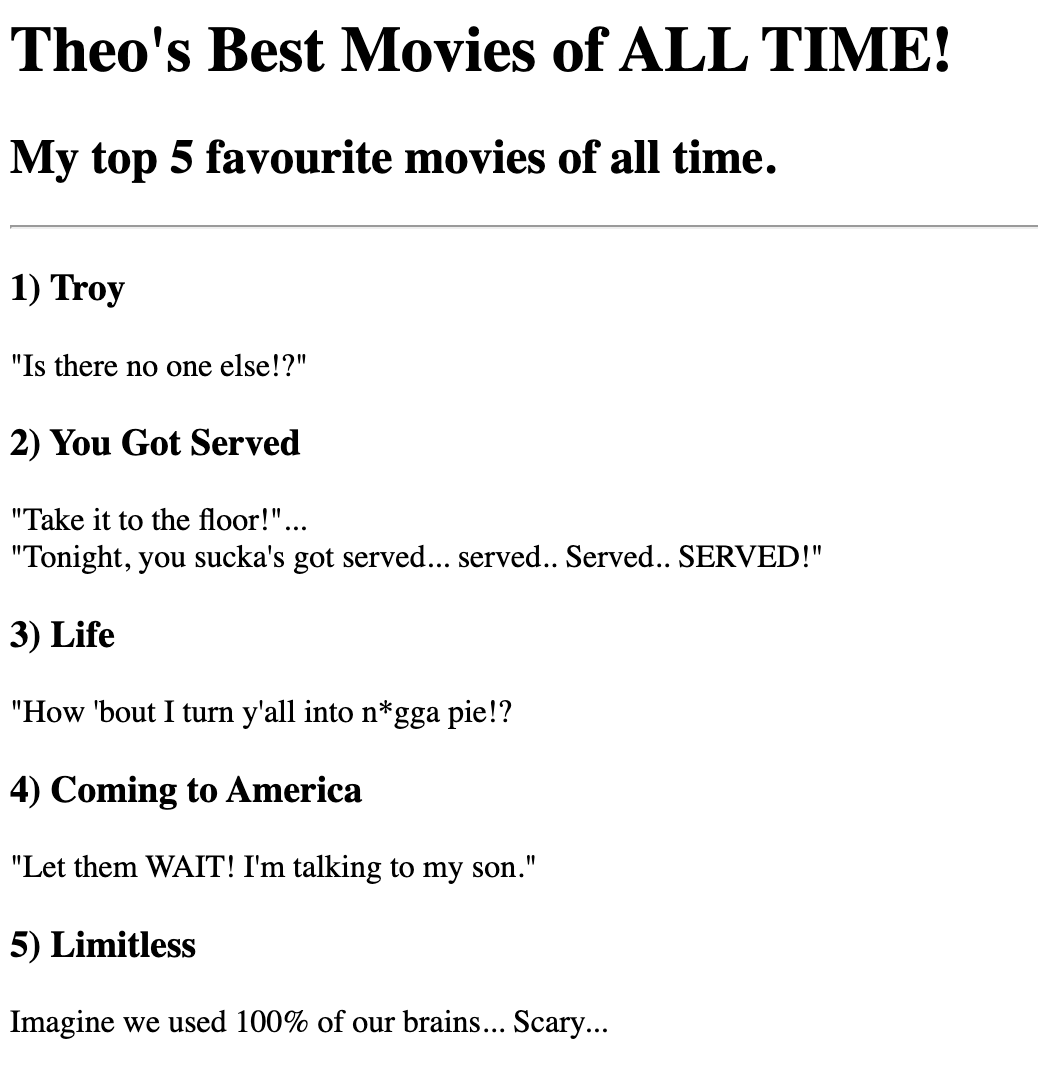 Theo's Best Movies of ALL TIME!
My top 5 favourite movies of all time.
1) Troy
"Is there no one else!?"
2) You Got Served
"Take it to the floor!"...
"Tonight, you sucka's got served... served.. Served.. SERVED!"
3) Life
"How 'bout I turn y'all into n*gga pie!?
4) Coming to America
"Let them WAIT! I'm talking to my son."
5) Limitless
Imagine we used 100% of our brains... Scary...